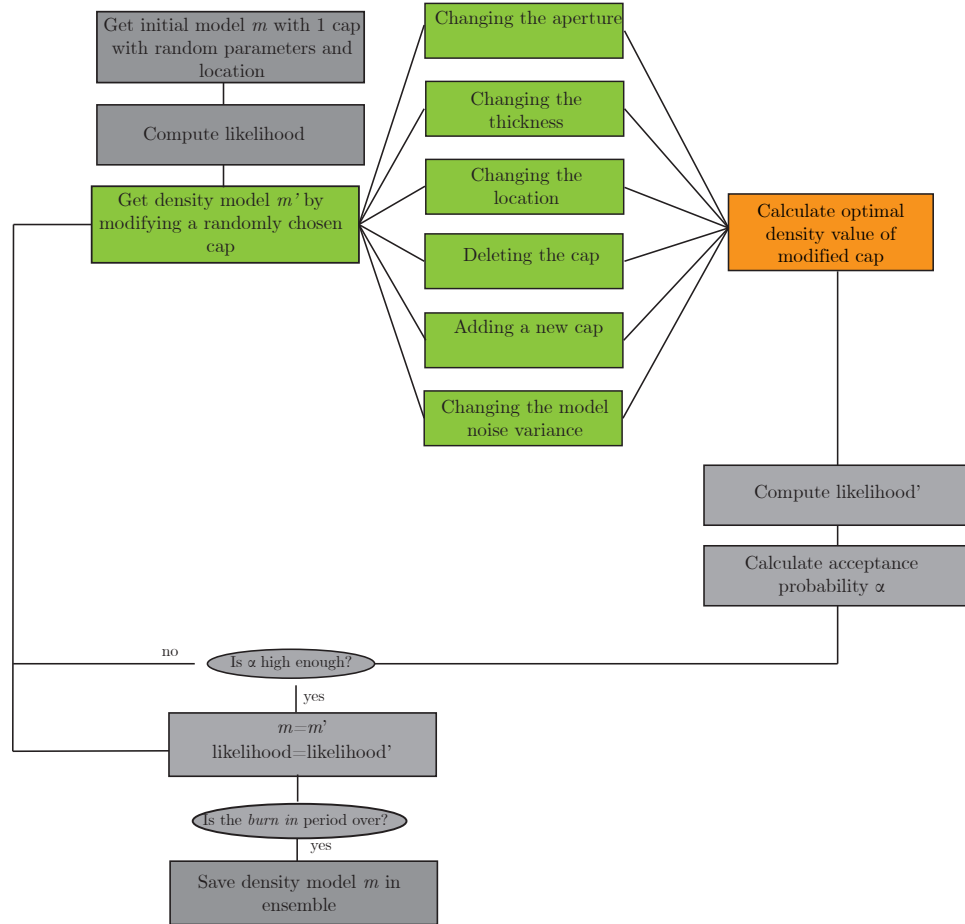 Get initial model m with 1 cap
with random parameters and
location
Compute likelihood
Get density model m' by
modifying a randomly chosen
cap
Changing the aperture
Changing the
thickness
Changing the
location
Deleting the cap
Adding a new cap
Changing the model
noise variance
Calculate optimal
density value of
modified cap
Compute likelihood'
Calculate acceptance
probability α
Is α high enough?
no
yes
m=m'
likelihood=likelihood'
Is the burn in period over?
yes
Save density model m in
ensemble